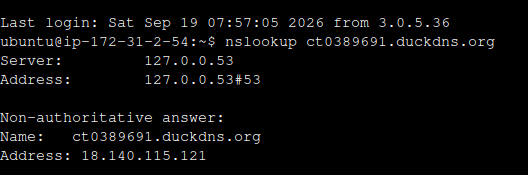 Last login: Sat Sep 19 07:57:05 2026 from 3.0.5.36
ubuntu@ip-172-31-2-54:~$ nslookup ct0389691.duckdns.org
Server:         127.0.0.53
Address:        127.0.0.53#53

Non-authoritative answer:
Name:   ct0389691.duckdns.org
Address: 18.140.115.121